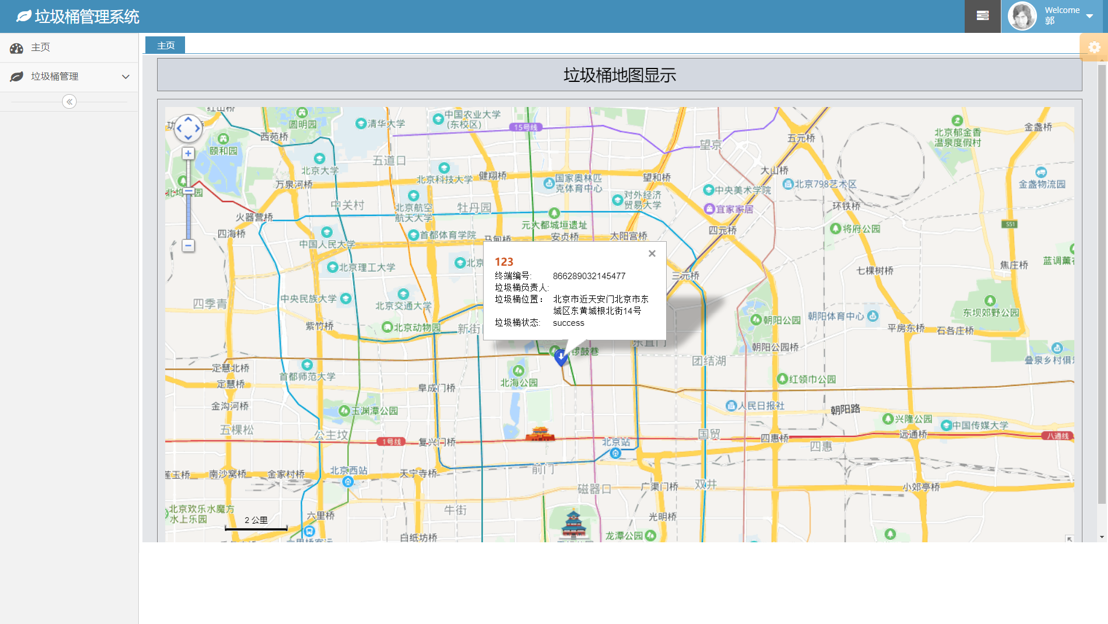 垃圾桶管理系统
Welcome
郭
主页
垃圾桶管理
主页
垃圾桶地图显示
圆明园
清华大学
中国农业大学
(东校区)
15号线
望京
五元桥
北京郁金香
温泉度假村
金盏桥
西苑桥
颐和园
北京大学
五道口
万泉河桥
北京科技大学
健翔桥
国家奥林匹
克体育中心
望和桥
大山桥
北京798艺术区
金盏物流园
对外经济
贸易大学
中央美术学院
中关村
北京航空
航天大学
牡丹园
宜家家居
环铁桥
火器营桥
四海桥
元大都城垣遗址
四元桥
将府公园
首都体育学院
安贞桥
太阳宫桥
中国人民大学
北京理工大学
三元桥
七棵树桥
焦庄桥
123
终端编号:
866289032145477
垃圾桶负责人:
垃圾桶位置:
北京市近天安门北京市东
城区东黄城根北街14号
垃圾桶状态:
success
四季青
中央民族大学
北京交通大学
紫竹桥
北京动物园
新街
朝阳公园
朝阳体育中心
东坝郊野公园
平房东桥
石各庄桥
朝阳公园桥
团结湖
定慧北桥
定慧桥
首都师范大学
阜成门桥
北海公园
红领巾公园
金沟河桥
玉渊潭公园
人民日报社
朝阳路
兴隆公园
中国传媒大学
五棵松
公主坟
1号线
复兴门桥
北京站
国贸
四惠桥
四惠
远通桥
八通线
南沙窝桥
金家村桥
北京西站
天宁寺桥
前门
广渠门桥
双井
小郊亭桥
磁器口
北京欢乐水魔方
水上乐园
2 公里
六里桥
牛街
光明桥
白纸坊桥
龙潭公园